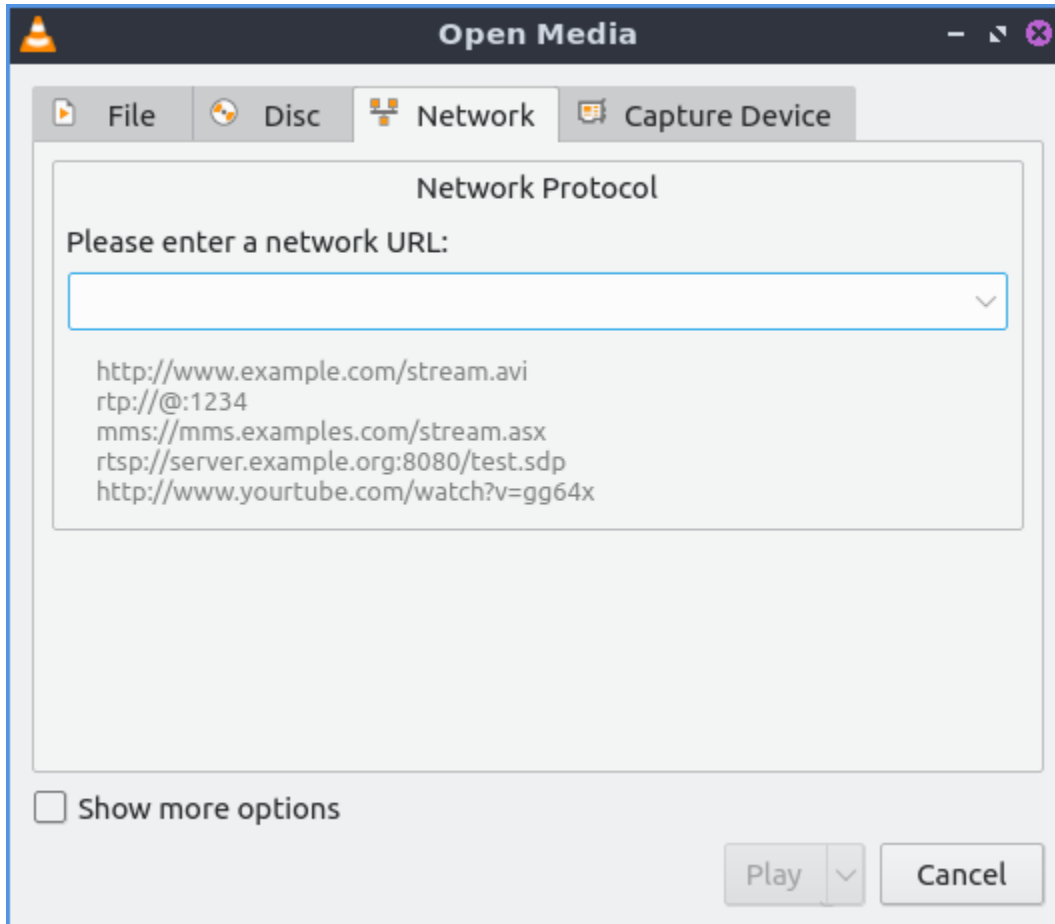 Open Media
File Disc Network Capture Device
Network Protocol
Please enter a network URL:
http://www.example.com/stream.avi
rtp://@:1234
mms://mms.examples.com/stream.asx
rtsp://server.example.org:8080/test.sdp
http://www.yourtube.com/watch?v=gg64x
Show more options
Play Cancel